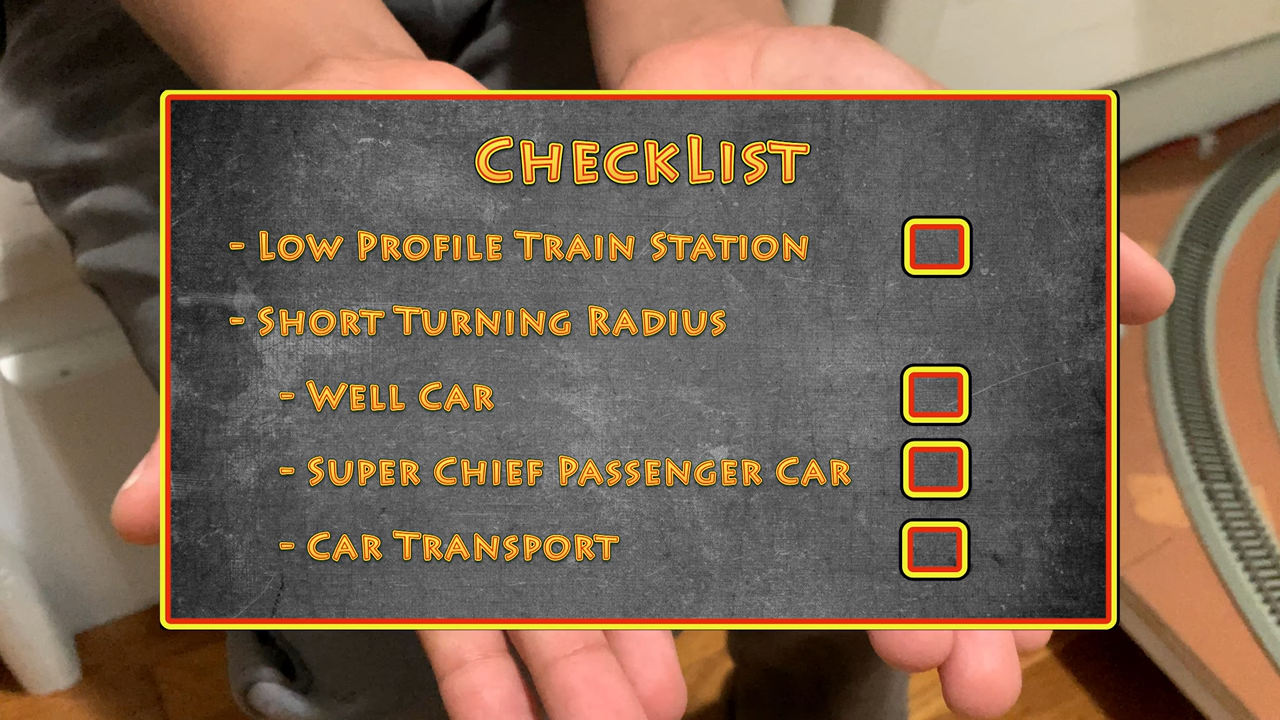 CheckList
- Low Profile Train Station
- Short Turning Radius
- Well Car
- Super Chief Passenger Car
- Car Transport